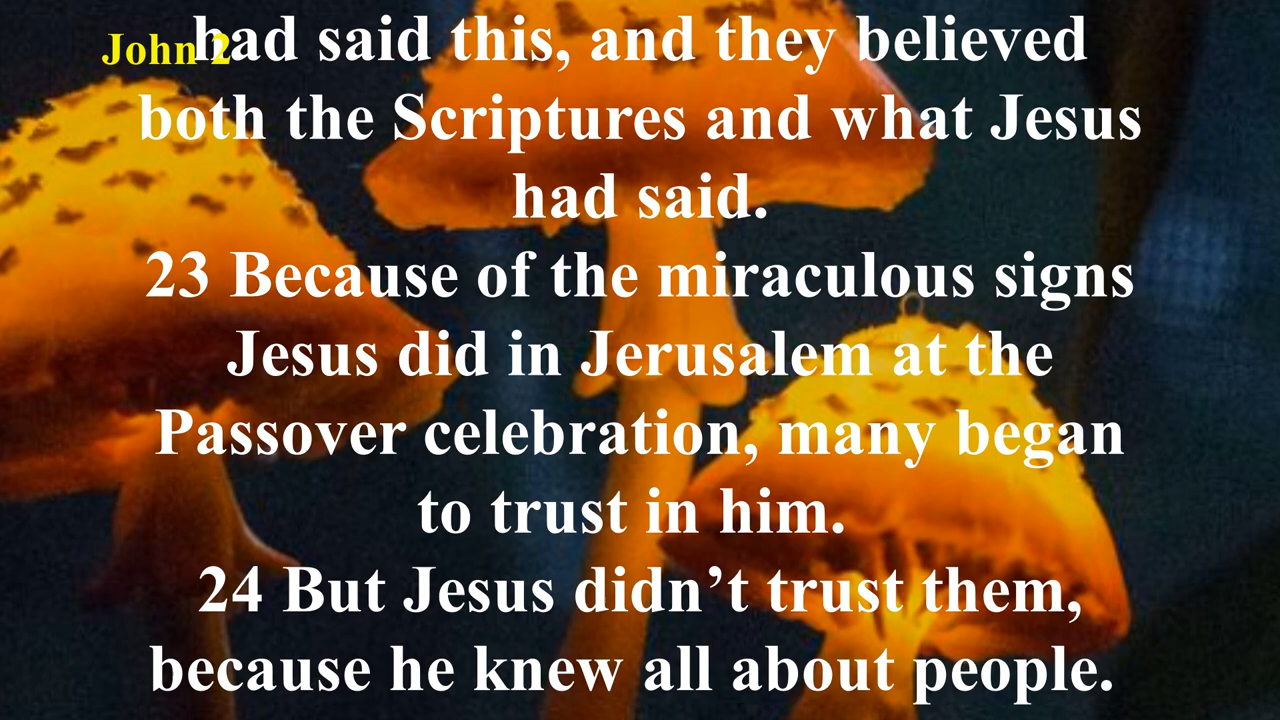 John 2
had said this, and they believed
both the Scriptures and what Jesus
had said.
23 Because of the miraculous signs
Jesus did in Jerusalem at the
Passover celebration, many began
to trust in him.
24 But Jesus didn’t trust them,
because he knew all about people.